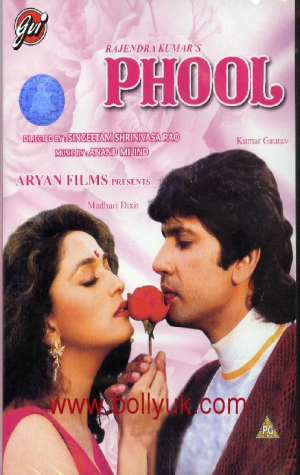 gvi
RAJENDRA KUMAR'S
PHOOL
DIRECTED BY : SINGEETAM SHRINIVASA RAO
MUSIC BY : ANAND MILIND
Kumar Gaurav
ARYAN FILMS PRESENTS
Madhuri Dixit
www.bollyuk.com
PG